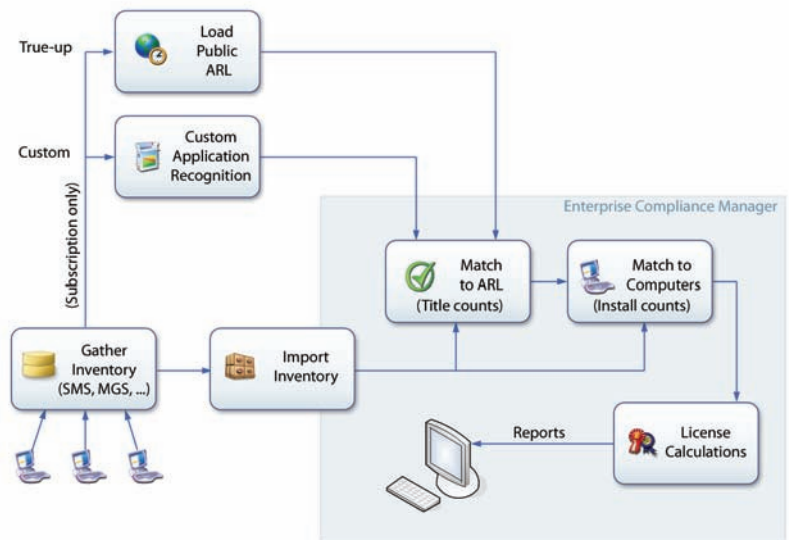 True-up
Load
Public
ARL
Custom
Custom
Application
Recognition
(Subscription only)
Enterprise Compliance Manager
Match
to ARL
(Title counts)
Match to
Computers
(Install counts)
Gather
Inventory
(SMS, MGS, ...)
Import
Inventory
Reports
License
Calculations